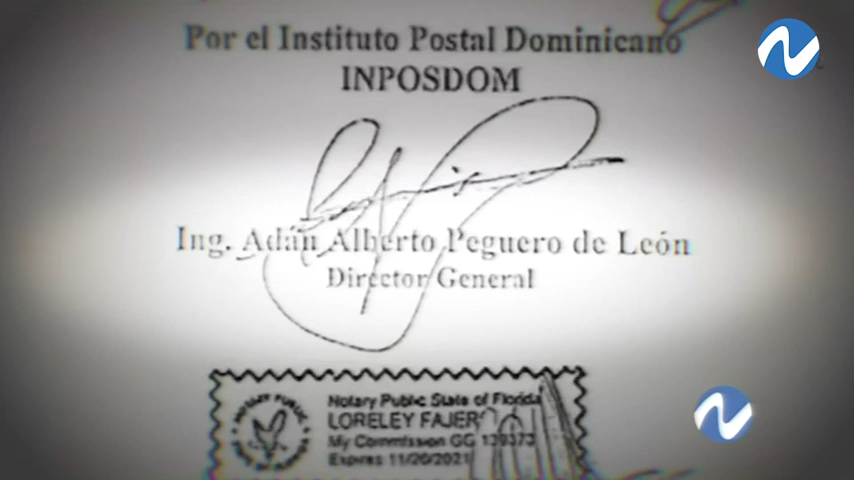 Por el Instituto Postal Dominicano
INPOSDOM
Ing. Adán Alberto Peguero de León
Director General
Notary Public State of Florida
LORELEY FAJER
My Commission GG 139373
Expires 11/20/2021